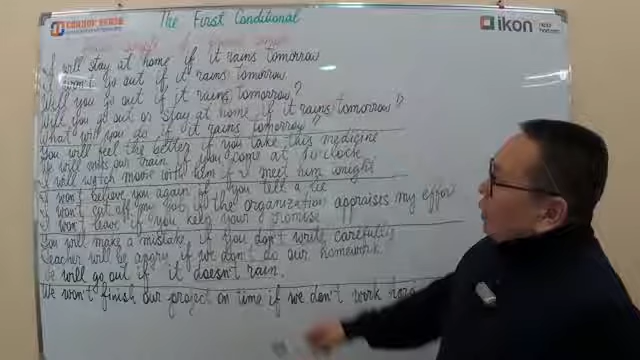 The First Conditional
ikon
I will stay at home if it rains tomorrow
I won't go out if it rains tomorrow
Will you go out if it rains tomorrow?
Will you go out or stay at home if it rains tomorrow?
What will you do if it rains tomorrow?
You will feel the better if you take this medicine
will miss our train if you come at o'clock
I will watch movie with him if I meet him tonight
I won't believe you again if you tell a lie
I won't my job if the organization appraises my effort
I won't leave if you keep your promise
You will make a mistake if you don't write carefully
Teacher will be angry if we don't do our homework
We will go out if it doesn't rain.
We won't finish our project on time if we don't work hard